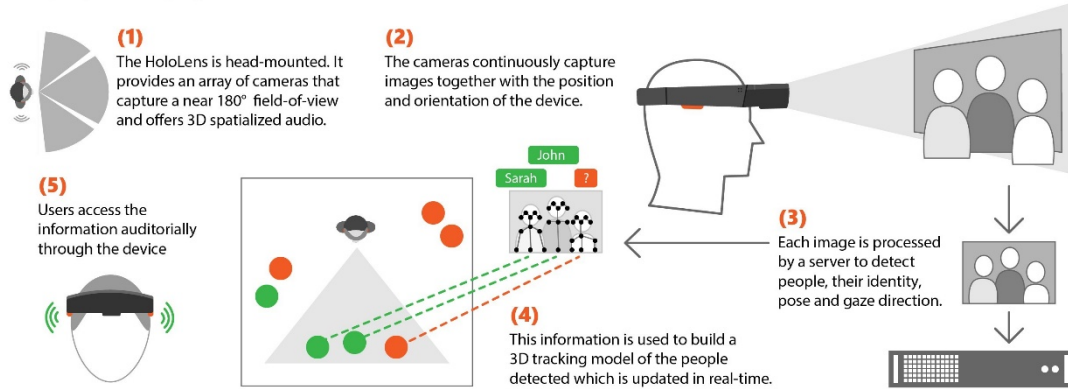 (1)
The HoloLens is head-mounted. It
provides an array of cameras that
capture a near 180° field-of-view
and offers 3D spatialized audio.
(2)
The cameras continuously capture
images together with the position
and orientation of the device.
(3)
Each image is processed
by a server to detect
people, their identity,
pose and gaze direction.
John
Sarah
?
(4)
This information is used to build a
3D tracking model of the people
detected which is updated in real-time.
(5)
Users access the
information auditorially
through the device